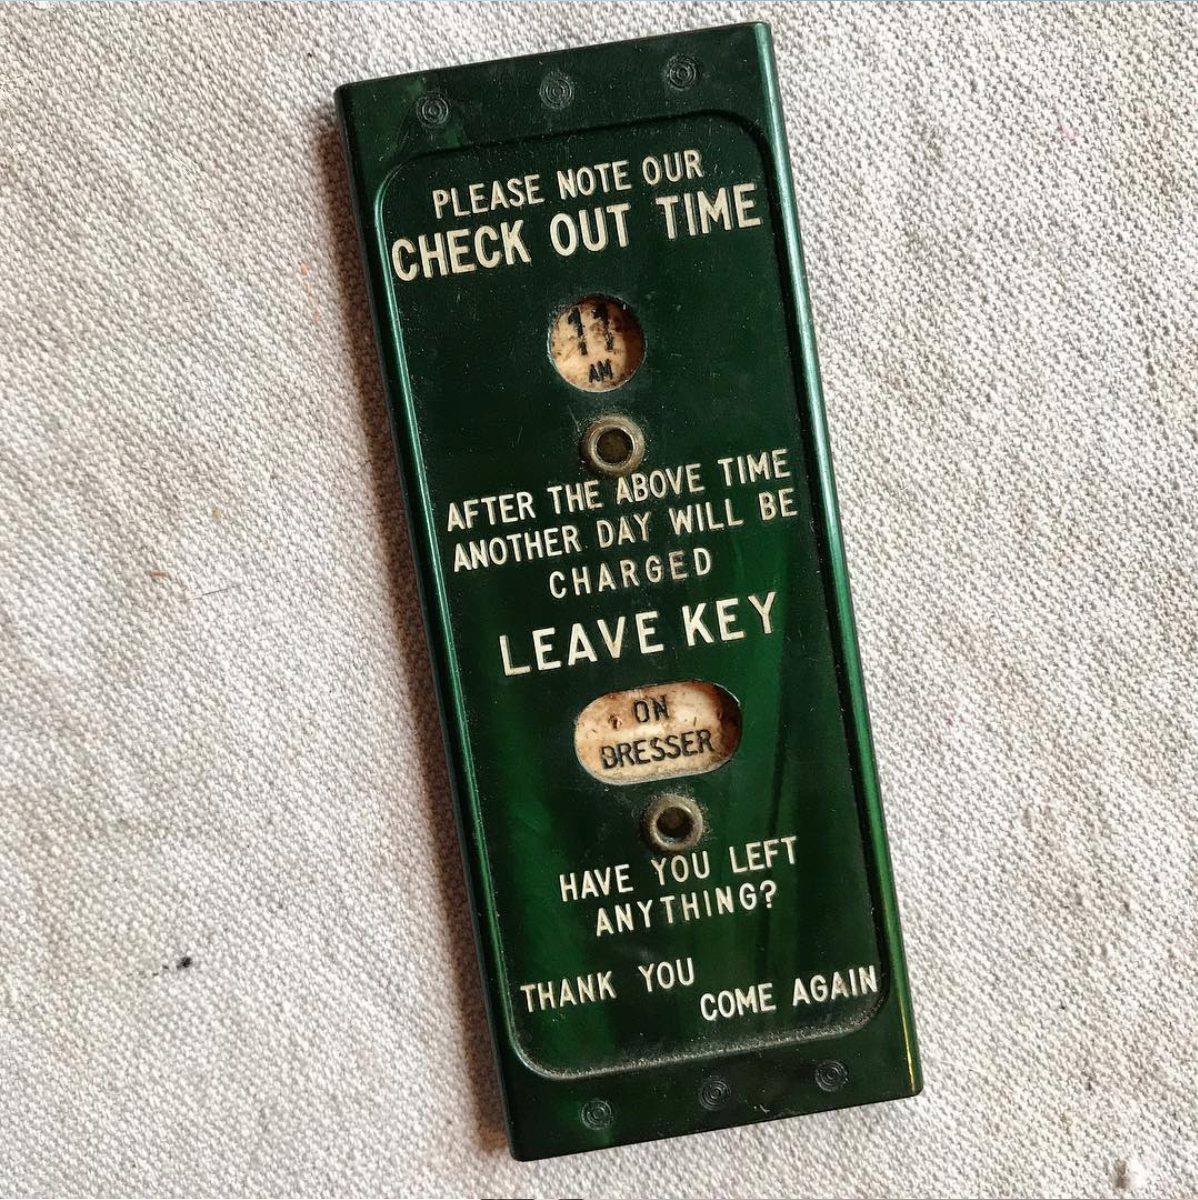 PLEASE NOTE OUR
CHECK OUT TIME
11
AM
AFTER THE ABOVE TIME
ANOTHER DAY WILL BE
CHARGED
LEAVE KEY
ON
DRESSER
HAVE YOU LEFT
ANYTHING?
THANK YOU
COME AGAIN